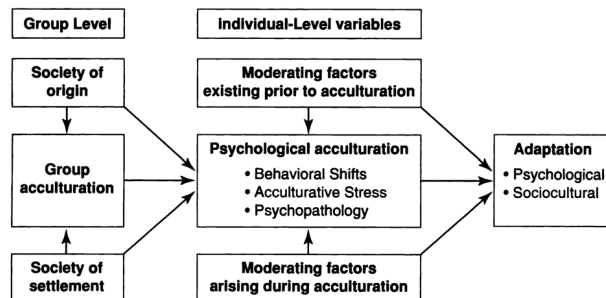 Group Level
individual-Level variables
Society of
origin
Moderating factors
existing prior to acculturation
Group
acculturation
Psychological acculturation
• Behavioral Shifts
• Acculturative Stress
• Psychopathology
Adaptation
• Psychological
• Sociocultural
Society of
settlement
Moderating factors
arising during acculturation